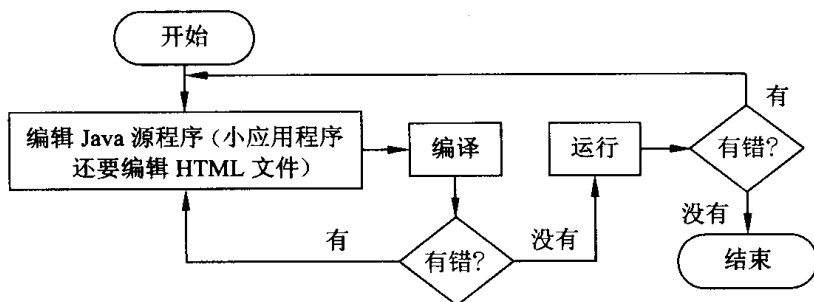 开始
有
编辑 Java 源程序（小应用程序
还要编辑 HTML 文件）
编译
运行
有错?
有
没有
没有
有错?
结束